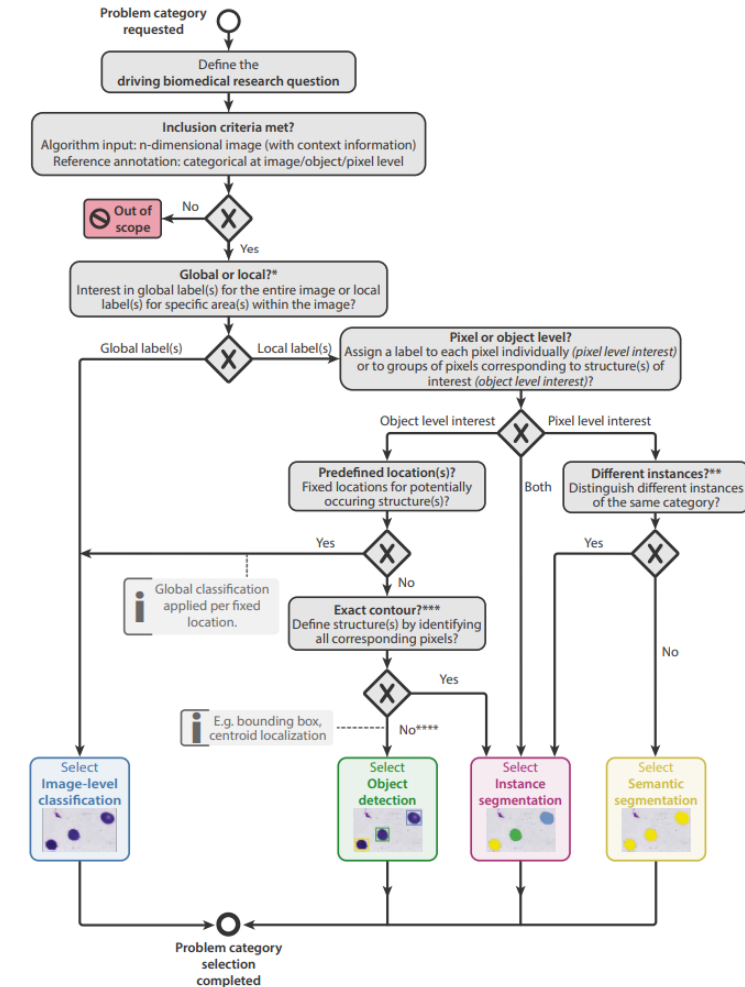 Problem category
requested
Define the
driving biomedical research question
Inclusion criteria met?
Algorithm input: n-dimensional image (with context information)
Reference annotation: categorical at image/object/pixel level
No
Out of
scope
X
Yes
Global or local?*
Interest in global label(s) for the entire image or local
label(s) for specific area(s) within the image?
Global label(s)
X
Local label(s)
Pixel or object level?
Assign a label to each pixel individually (pixel level interest)
or to groups of pixels corresponding to structure(s) of
interest (object level interest)?
Object level interest
X
Pixel level interest
Predefined location(s)?
Fixed locations for potentially
occuring structure(s)?
Both
Different instances?**
Distinguish different instances
of the same category?
Yes
X
Yes
X
No
i
Global classification
applied per fixed
location.
Exact contour?***
Define structure(s) by identifying
all corresponding pixels?
No
X
Yes
i
E.g. bounding box,
centroid localization
No****
Select
Image-level
classification
Select
Object
detection
Select
Instance
segmentation
Select
Semantic
segmentation
Problem category
selection
completed